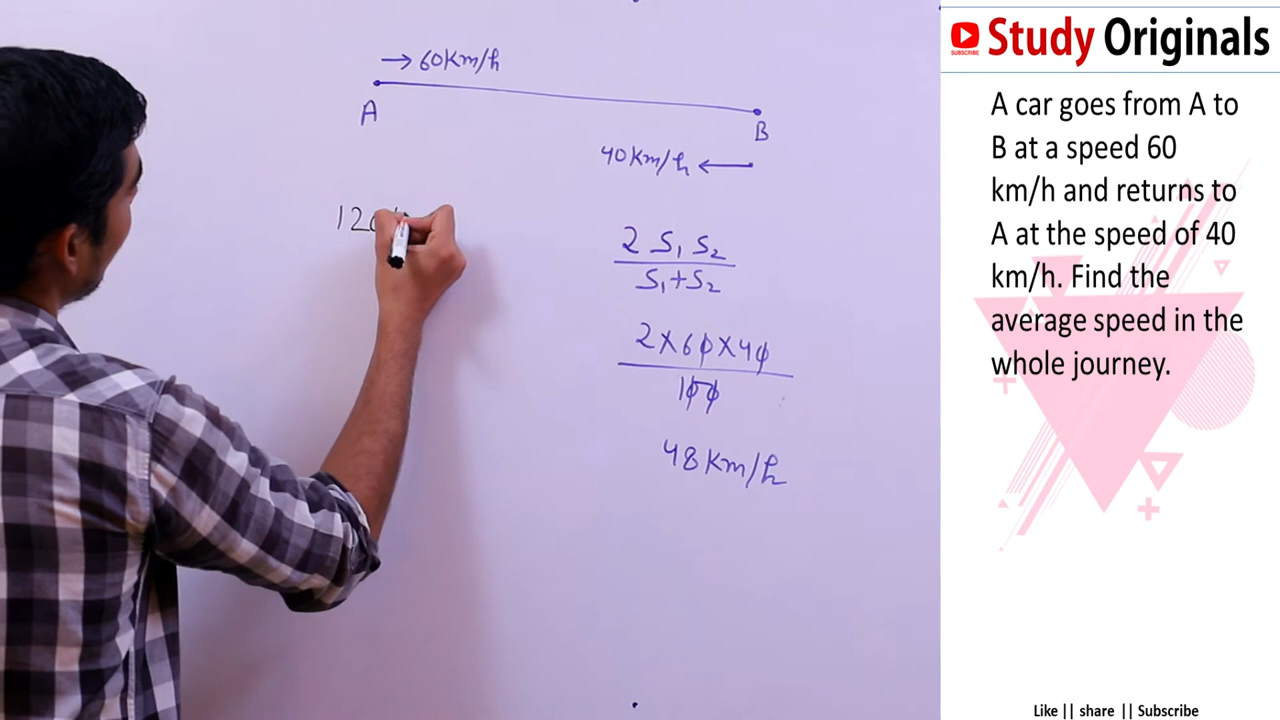 → 60Km/h
A
B
40Km/h ←
2 S₁ S₂
S₁+S₂
2×60×40
100
48Km/h
SUBSCRIBE
Study Originals
A car goes from A to
B at a speed 60
km/h and returns to
A at the speed of 40
km/h. Find the
average speed in the
whole journey.
Like || share || Subscribe